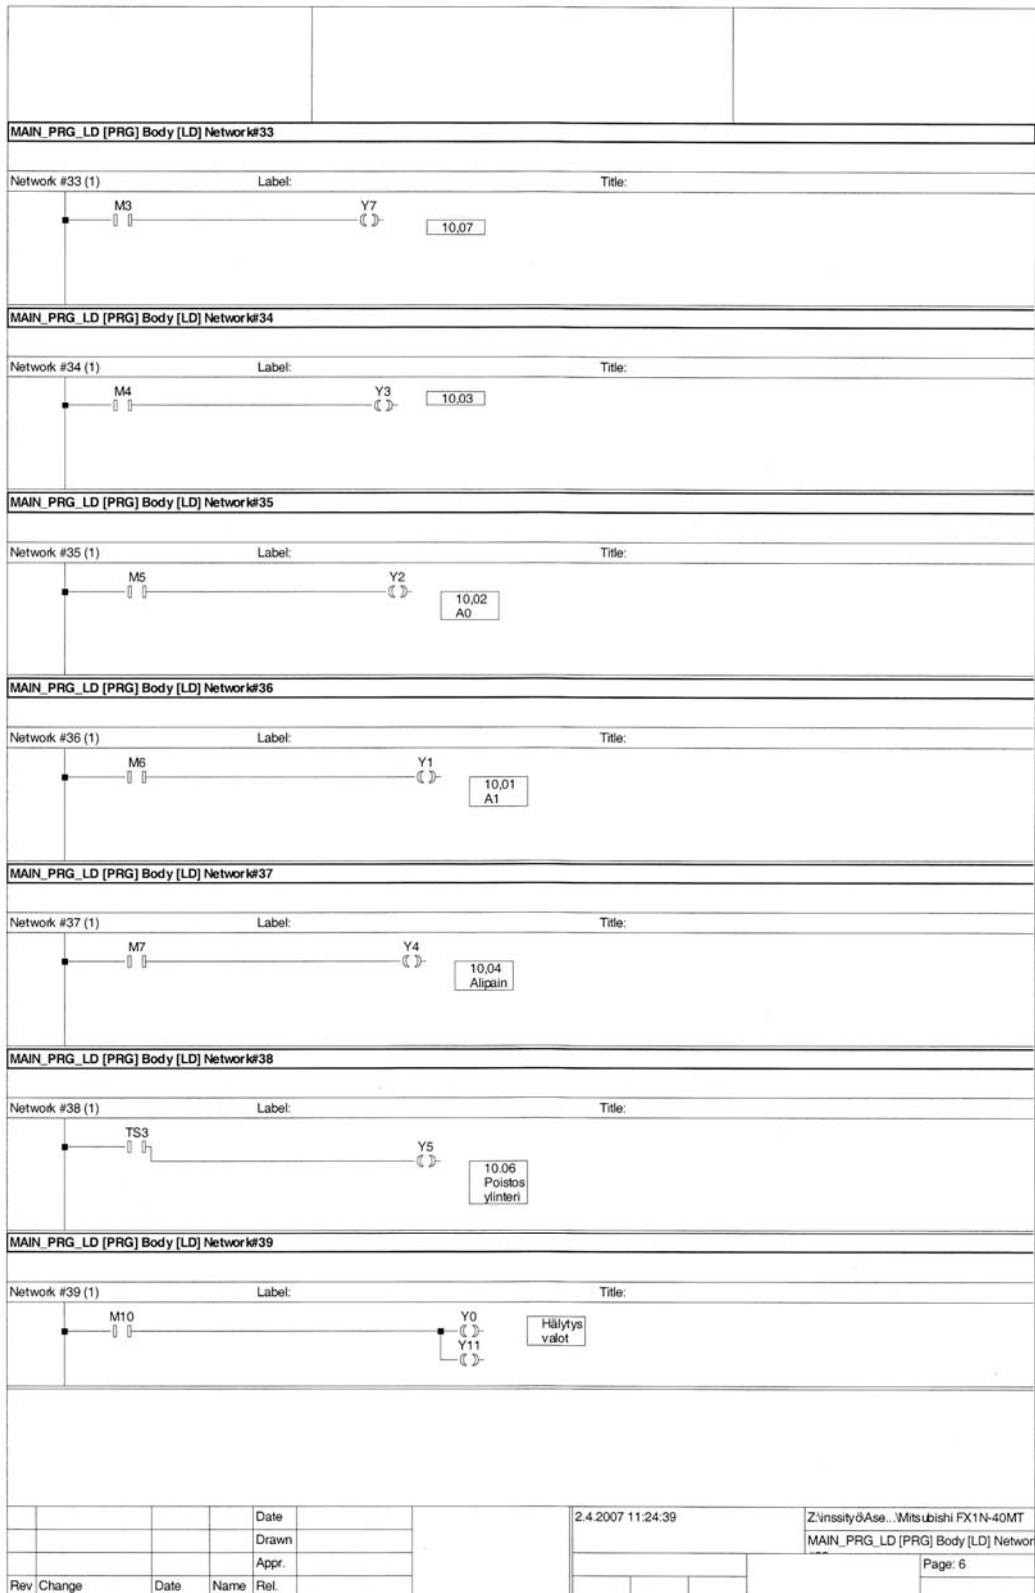 MAIN_PRG_LD [PRG] Body [LD] Network#33
Network #33 (1) Label: Title:
M3 Y7
10,07
MAIN_PRG_LD [PRG] Body [LD] Network#34
Network #34 (1) Label: Title:
M4 Y3
10,03
MAIN_PRG_LD [PRG] Body [LD] Network#35
Network #35 (1) Label: Title:
M5 Y2
10,02
A0
MAIN_PRG_LD [PRG] Body [LD] Network#36
Network #36 (1) Label: Title:
M6 Y1
10,01
A1
MAIN_PRG_LD [PRG] Body [LD] Network#37
Network #37 (1) Label: Title:
M7 Y4
10,04
Alipain
MAIN_PRG_LD [PRG] Body [LD] Network#38
Network #38 (1) Label: Title:
TS3 Y5
10.06
Poistos
ylinteri
MAIN_PRG_LD [PRG] Body [LD] Network#39
Network #39 (1) Label: Title:
M10 Y0
Hälytys
valot
Y11
Date 2.4.2007 11:24:39 Z:\inssityö\Ase...\Mitsubishi FX1N-40MT
Drawn MAIN_PRG_LD [PRG] Body [LD] Networ
Appr. Page: 6
Rev Change Date Name Rel.